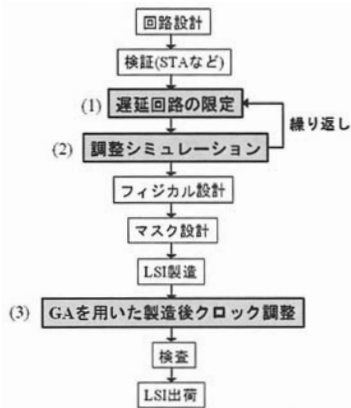 回路設計
検証(STAなど)
(1) 遅延回路の限定
繰り返し
(2) 調整シミュレーション
フィジカル設計
マスク設計
LSI製造
(3) GAを用いた製造後クロック調整
検査
LSI出荷